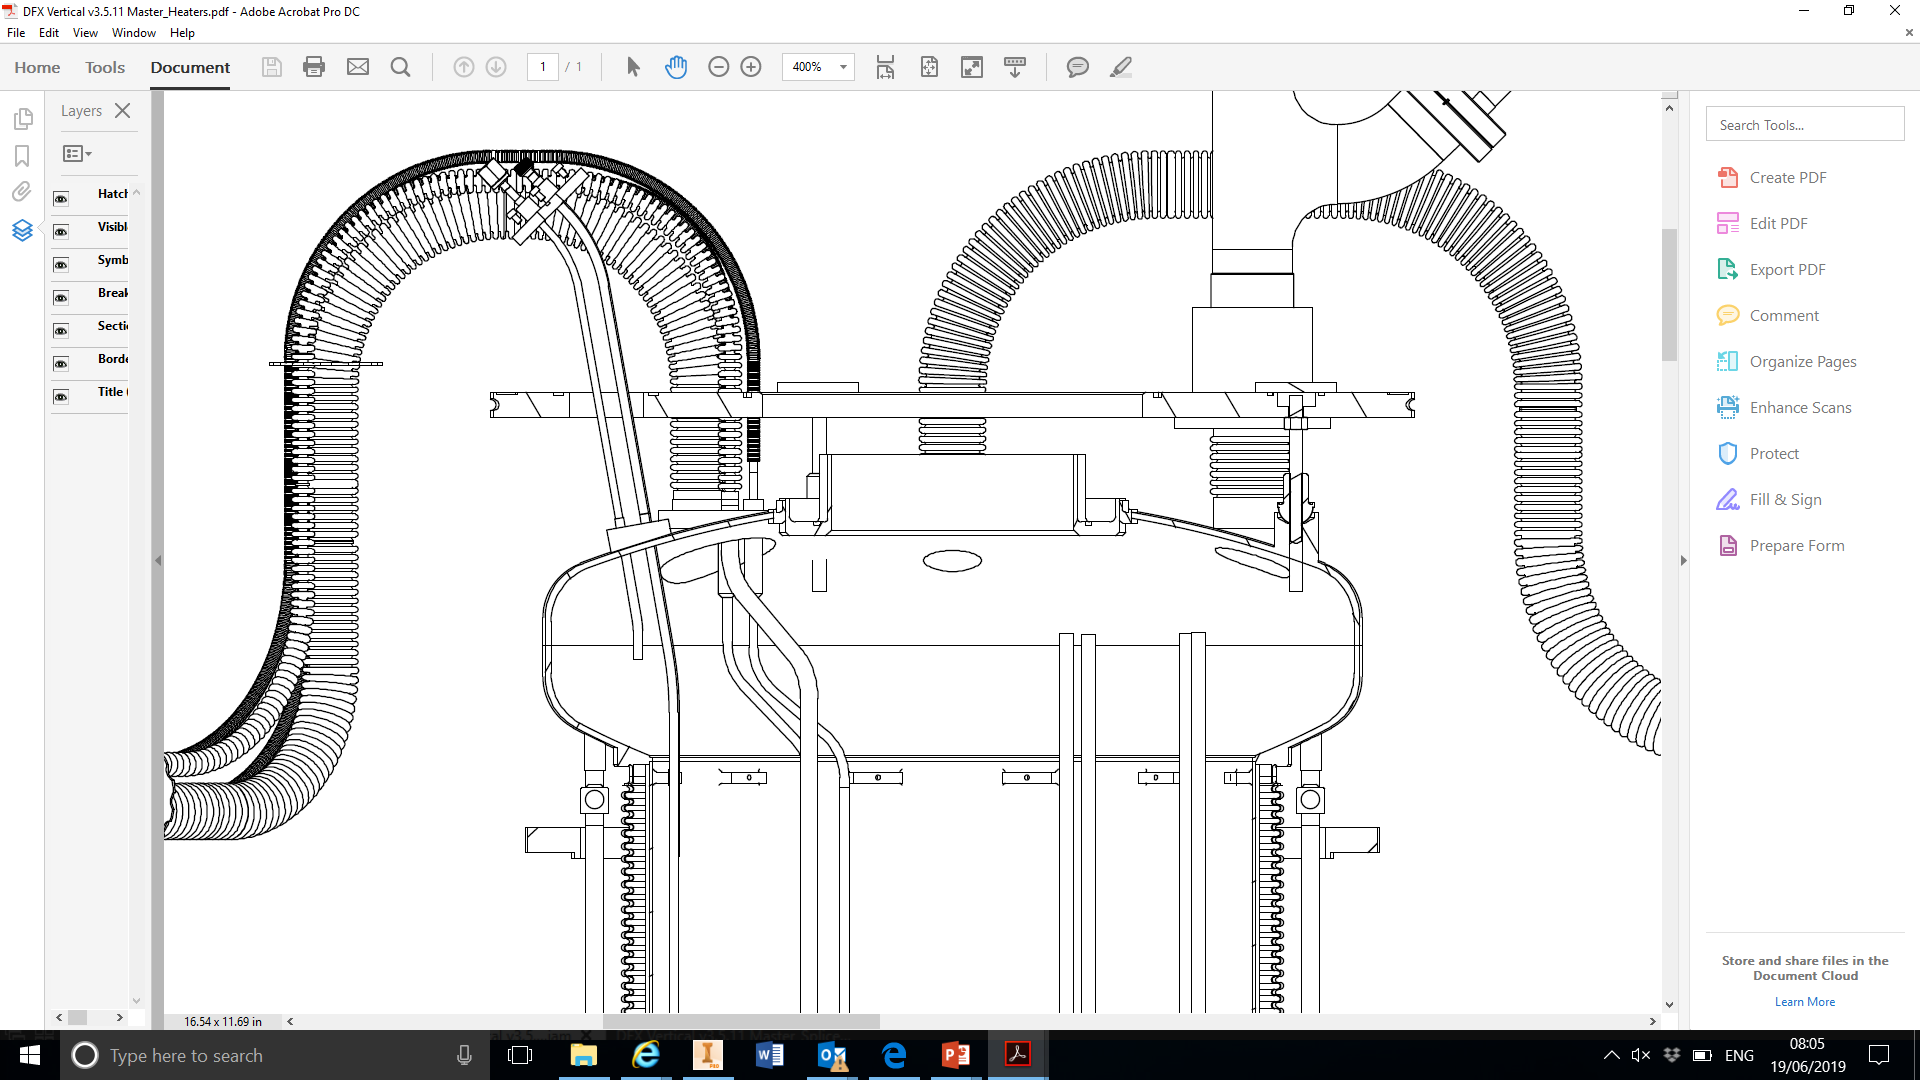 DFX Vertical v3.5.11 Master_Heaters.pdf - Adobe Acrobat Pro DC
File Edit View Window Help
Home Tools Document 1 / 1 400%
Layers
Hatch
Visibl
Symb
Break
Sectio
Borde
Title (
Search Tools...
Create PDF
Edit PDF
Export PDF
Comment
Organize Pages
Enhance Scans
Protect
Fill & Sign
Prepare Form
Store and share files in the
Document Cloud
Learn More
16.54 x 11.69 in
Type here to search
ENG
08:05
19/06/2019